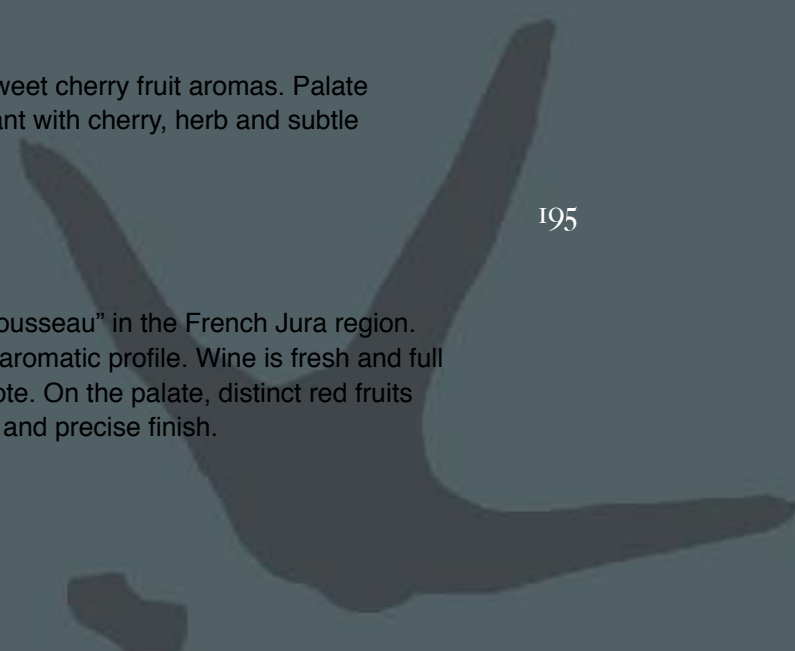 weet cherry fruit aromas. Palate
ant with cherry, herb and subtle
195
ousseau” in the French Jura region.
aromatic profile. Wine is fresh and full
ote. On the palate, distinct red fruits
and precise finish.